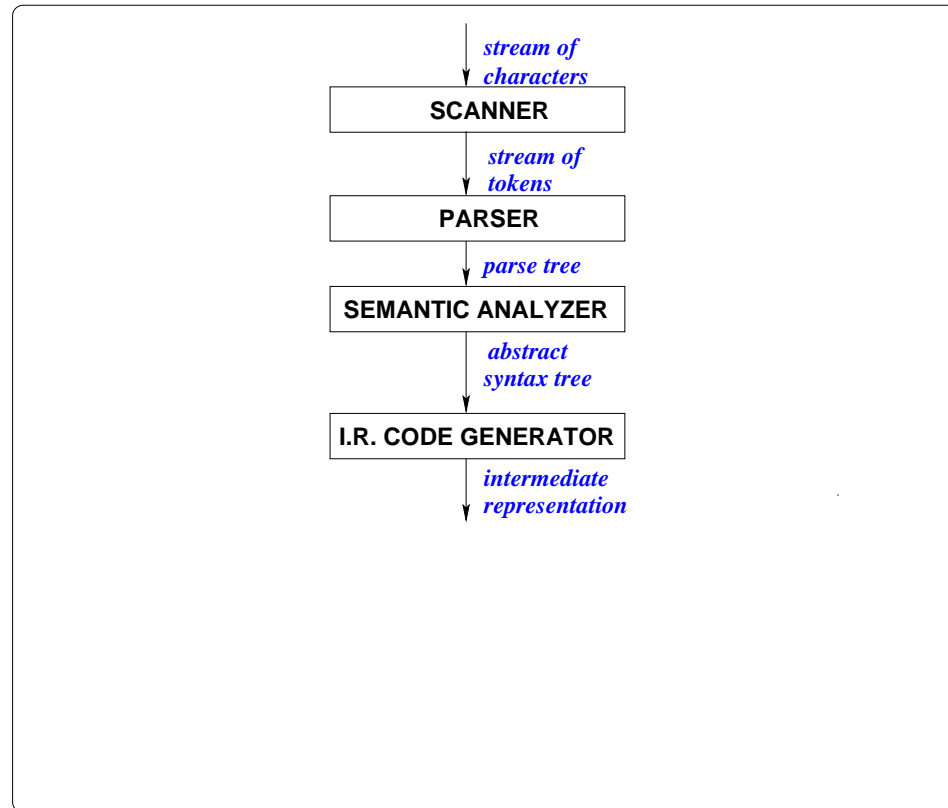 stream of
characters
SCANNER
stream of
tokens
PARSER
parse tree
SEMANTIC ANALYZER
abstract
syntax tree
I.R. CODE GENERATOR
intermediate
representation